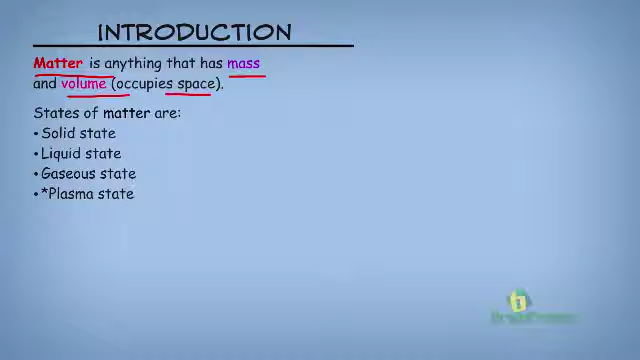 INTRODUCTION
Matter is anything that has mass
and volume (occupies space).
States of matter are:
•Solid state
•Liquid state
•Gaseous state
•*Plasma state